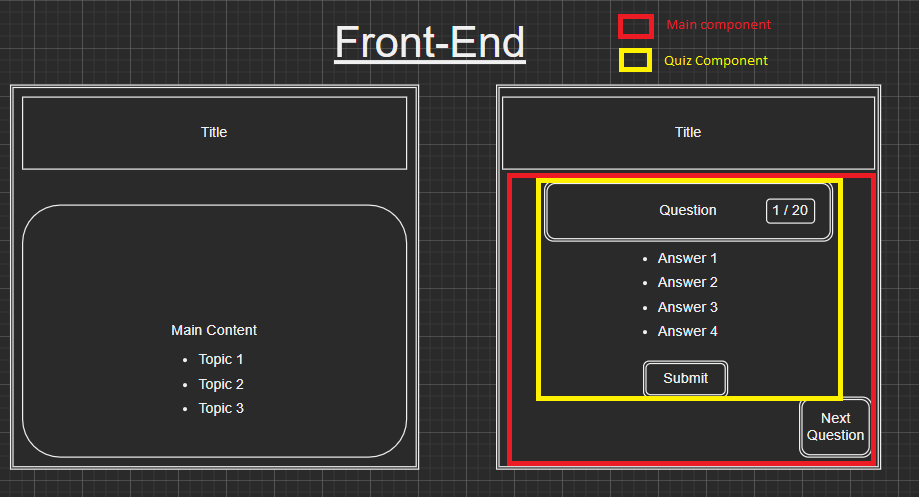 Front-End
Main component
Quiz Component
Title
Main Content
Topic 1
Topic 2
Topic 3
Title
Question
1 / 20
Answer 1
Answer 2
Answer 3
Answer 4
Submit
Next
Question